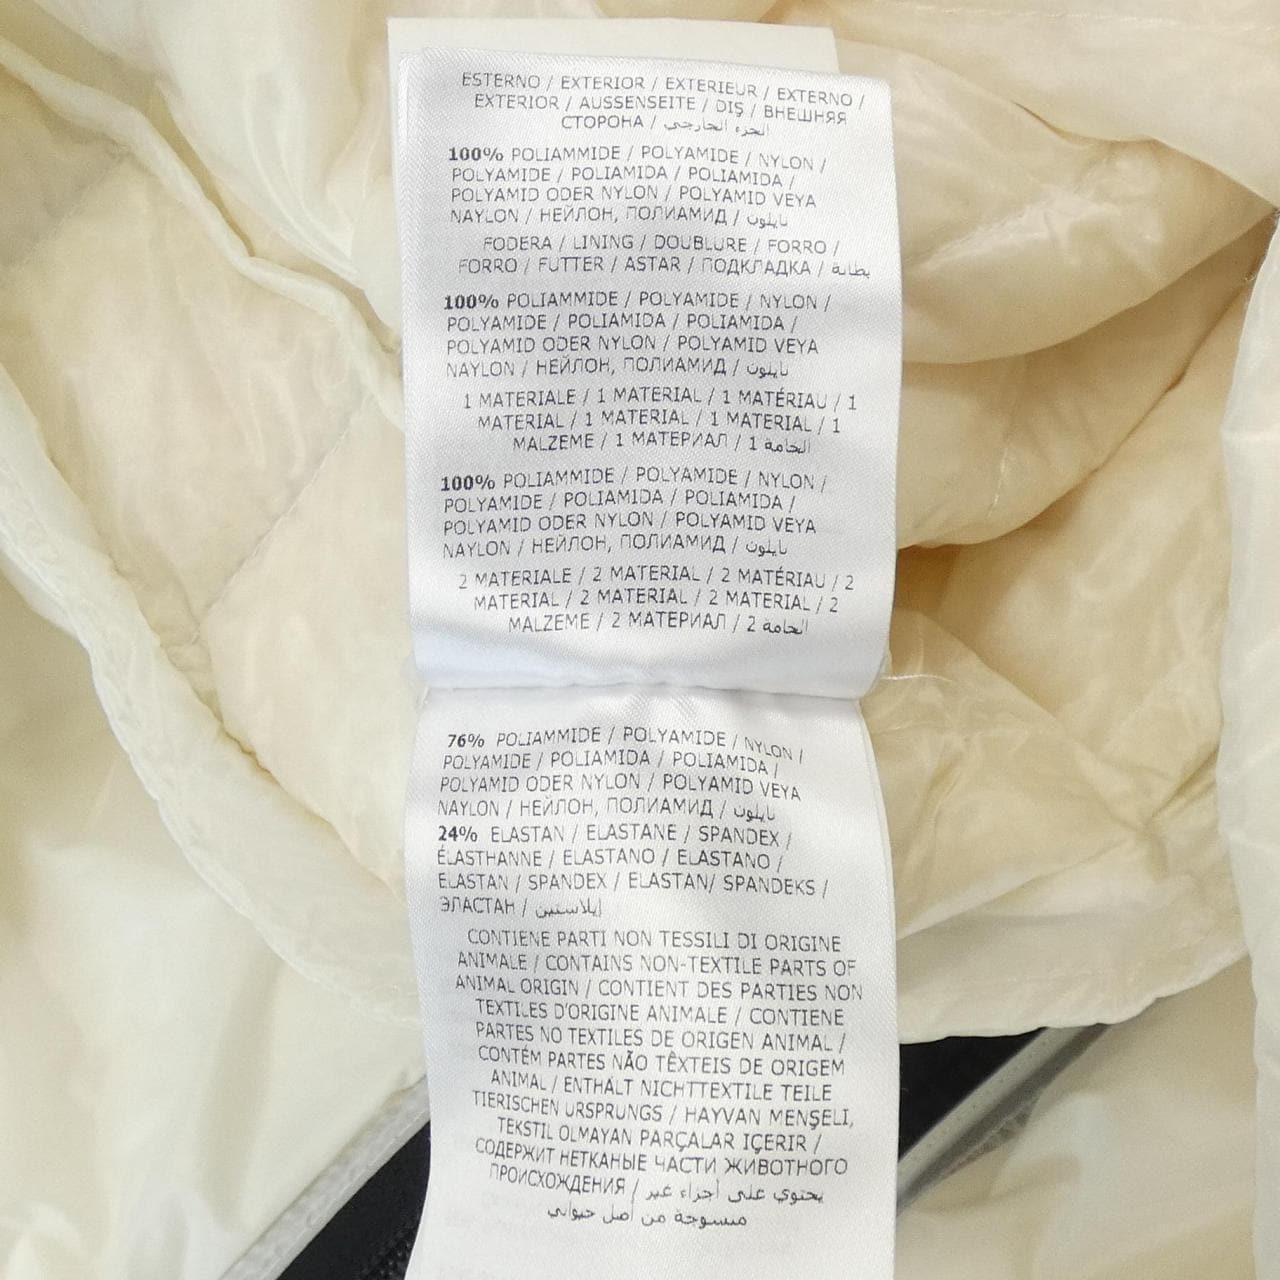 ESTERNO / EXTERIOR / EXTERIEUR / EXTERNO /
EXTERIOR / AUSSENSEITE / DIŞ / ВНЕШНЯЯ
СТОРОНА / الجزء الخارجي
100% POLIAMMIDE / POLYAMIDE / NYLON /
POLYAMIDE / POLIAMIDA / POLIAMIDA /
POLYAMID ODER NYLON / POLYAMID VEYA
NAYLON / НЕЙЛОН, ПОЛИАМИД / نايلون
FODERA / LINING / DOUBLURE / FORRO /
FORRO / FUTTER / ASTAR / ПОДКЛАДКА / بطانة
100% POLIAMMIDE / POLYAMIDE / NYLON /
POLYAMIDE / POLIAMIDA / POLIAMIDA /
POLYAMID ODER NYLON / POLYAMID VEYA
NAYLON / НЕЙЛОН, ПОЛИАМИД / نايلون
1 MATERIALE / 1 MATERIAL / 1 MATÉRIAU / 1
MATERIAL / 1 MATERIAL / 1 MATERIAL / 1
MALZEME / 1 МАТЕРИАЛ / 1 الخامة
100% POLIAMMIDE / POLYAMIDE / NYLON /
POLYAMIDE / POLIAMIDA / POLIAMIDA /
POLYAMID ODER NYLON / POLYAMID VEYA
NAYLON / НЕЙЛОН, ПОЛИАМИД / نايلون
2 MATERIALE / 2 MATERIAL / 2 MATÉRIAU / 2
MATERIAL / 2 MATERIAL / 2 MATERIAL / 2
MALZEME / 2 МАТЕРИАЛ / 2 الخامة
76% POLIAMMIDE / POLYAMIDE / NYLON /
POLYAMIDE / POLIAMIDA / POLIAMIDA /
POLYAMID ODER NYLON / POLYAMID VEYA
NAYLON / НЕЙЛОН, ПОЛИАМИД / نايلون
24% ELASTAN / ELASTANE / SPANDEX /
ÉLASTHANNE / ELASTANO / ELASTANO /
ELASTAN / SPANDEX / ELASTAN/ SPANDEKS /
ЭЛАСТАН / إيلاستين
CONTIENE PARTI NON TESSILI DI ORIGINE
ANIMALE / CONTAINS NON-TEXTILE PARTS OF
ANIMAL ORIGIN / CONTIENT DES PARTIES NON
TEXTILES D'ORIGINE ANIMALE / CONTIENE
PARTES NO TEXTILES DE ORIGEN ANIMAL /
CONTÉM PARTES NÃO TÊXTEIS DE ORIGEM
ANIMAL / ENTHÄLT NICHTTEXTILE TEILE
TIERISCHEN URSPRUNGS / HAYVAN MENŞELI,
TEKSTIL OLMAYAN PARÇALAR IÇERIR /
СОДЕРЖИТ НЕТКАНЫЕ ЧАСТИ ЖИВОТНОГО
ПРОИСХОЖДЕНИЯ / يحتوي على أجزاء غير
منسوجة من أصل حيواني